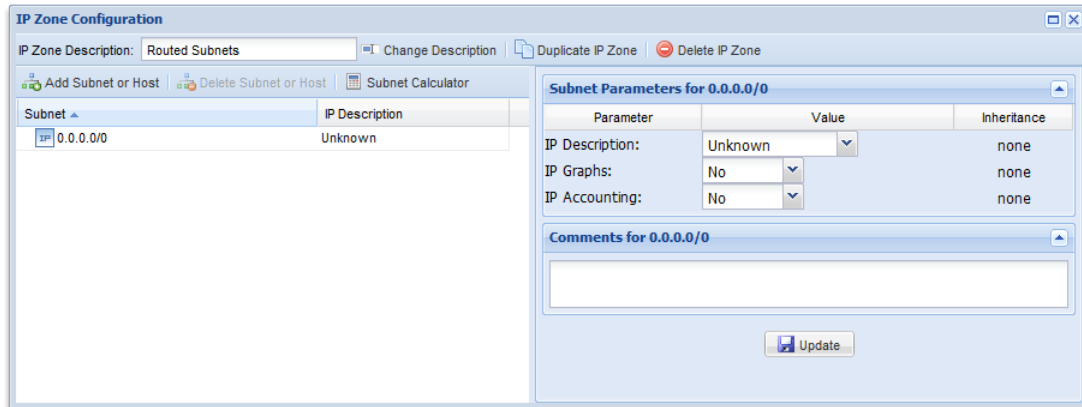 IP Zone Configuration
IP Zone Description: Routed Subnets Change Description Duplicate IP Zone Delete IP Zone
Add Subnet or Host Delete Subnet or Host Subnet Calculator
Subnet IP Description
IP 0.0.0.0/0 Unknown
Subnet Parameters for 0.0.0.0/0
Parameter Value Inheritance
IP Description: Unknown none
IP Graphs: No none
IP Accounting: No none
Comments for 0.0.0.0/0
Update